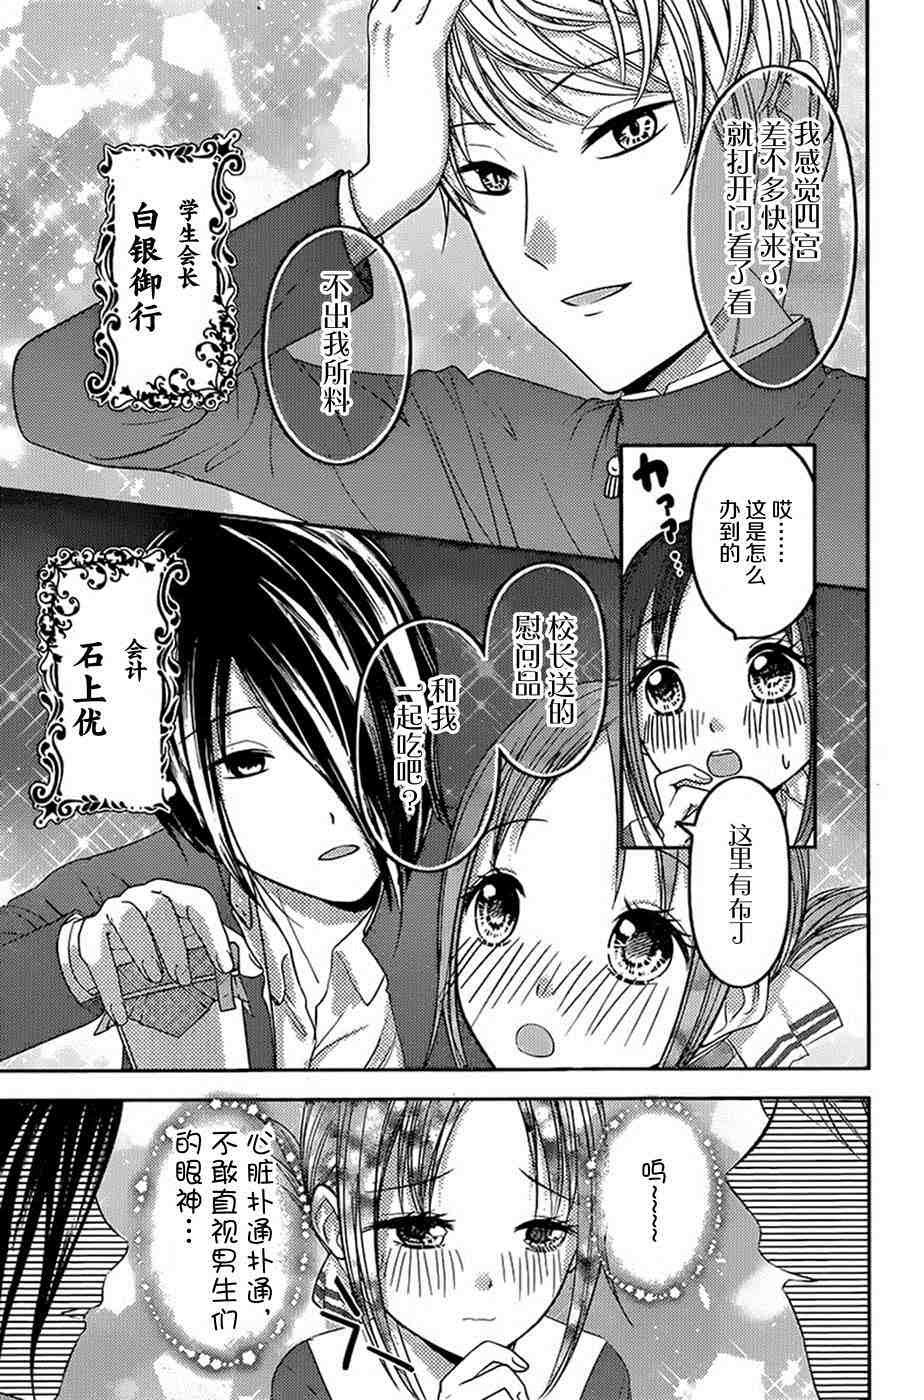 我感觉四宫
差不多快来了，
就打开门看了看
不出我所料
学生会长
白银御行
カァァァ…
哎……
这是怎么
办到的
这里有布丁
校长送的
慰问品
和我
一起吃吧？
会计
石上优
呜~~~~
心脏扑通扑通，
不敢直视男生们
的眼神…